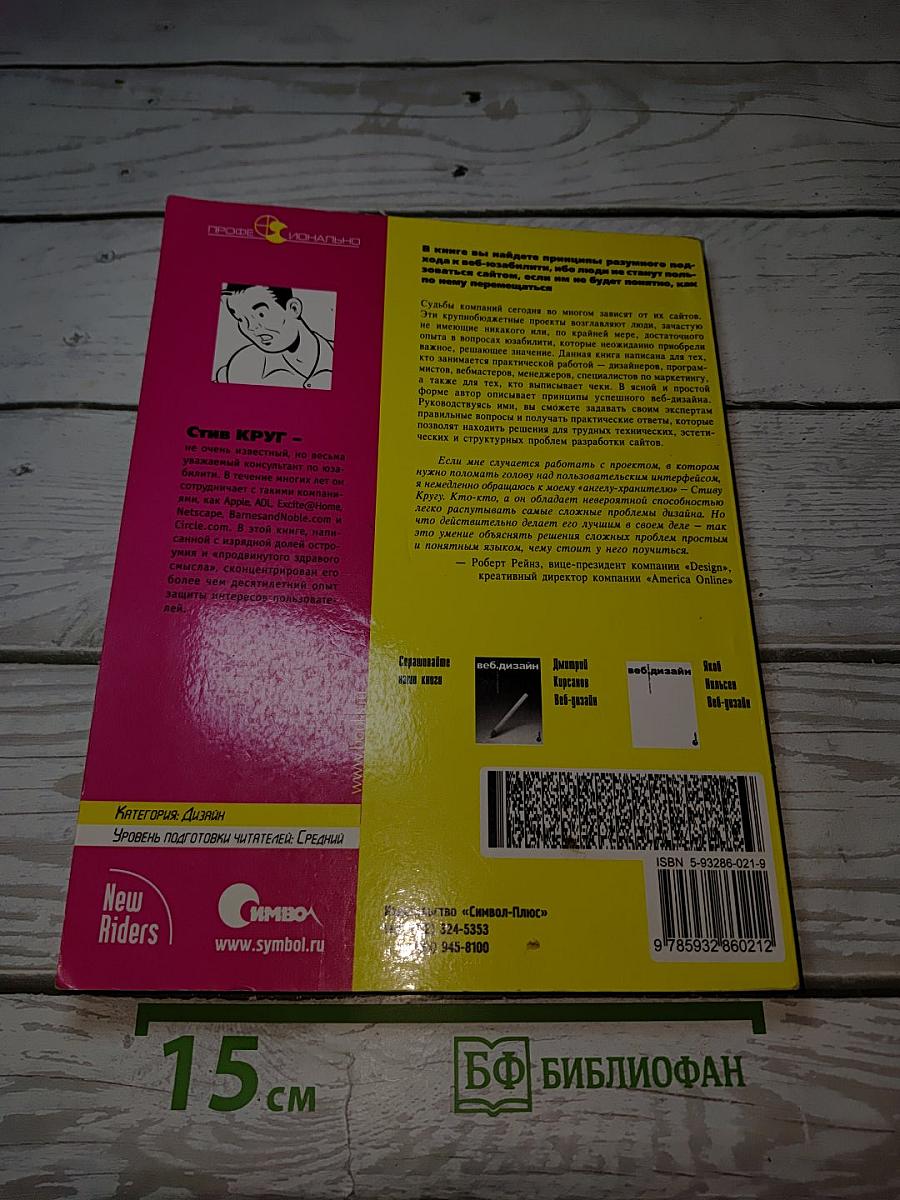 ПРОФЕССИОНАЛЬНО
Стив КРУГ –
не очень известный, но весьма
уважаемый консультант по юза-
билити. В течение многих лет он
сотрудничает с такими компани-
ями, как Apple, AOL, Excite@Home,
Netscape, BarnesandNoble.com и
Circle.com. В этой книге, напи-
санной с изрядной долей остро-
умия и «продвинутого здравого
смысла», сконцентрирован его
более чем десятилетний опыт
защиты интересов пользовате-
лей.
КАТЕГОРИЯ: ДИЗАЙН
УРОВЕНЬ ПОДГОТОВКИ ЧИТАТЕЛЕЙ: СРЕДНИЙ
New
Riders
СИМВОЛ
www.symbol.ru
В книге вы найдете принципы разумного под-
хода к веб-юзабилити, ибо люди не станут поль-
зоваться сайтом, если им не будет понятно, как
по нему перемещаться
Судьбы компаний сегодня во многом зависят от их сайтов.
Эти крупнобюджетные проекты возглавляют люди, зачастую
не имеющие никакого или, по крайней мере, достаточного
опыта в вопросах юзабилити, которые неожиданно приобрели
важное, решающее значение. Данная книга написана для тех,
кто занимается практической работой – дизайнеров, програм-
мистов, вебмастеров, менеджеров, специалистов по маркетингу,
а также для тех, кто выписывает чеки. В ясной и простой
форме автор описывает принципы успешного веб-дизайна.
Руководствуясь ими, вы сможете задавать своим экспертам
правильные вопросы и получать практические ответы, которые
позволят находить решения для трудных технических, эстети-
ческих и структурных проблем разработки сайтов.
Если мне случается работать с проектом, в котором
нужно поломать голову над пользовательским интерфейсом,
я немедленно обращаюсь к моему «ангелу-хранителю» – Стиву
Кругу. Кто-кто, а он обладает невероятной способностью
легко распутывать самые сложные проблемы дизайна. Но
что действительно делает его лучшим в своем деле – так
это умение объяснять решения сложных проблем простым
и понятным языком, чему стоит у него поучиться.
— Роберт Рейнз, вице-президент компании «Design»,
креативный директор компании «America Online»
Спрашивайте
наши книги
веб.дизайн
Дмитрий
Кирсанов
Веб-дизайн
веб.дизайн
Якоб
Нильсен
Веб-дизайн
ISBN 5-93286-021-9
9 785932 860212
Издательство «Символ-Плюс»
324-5353
945-8100
15 см
БФ БИБЛИОФАН